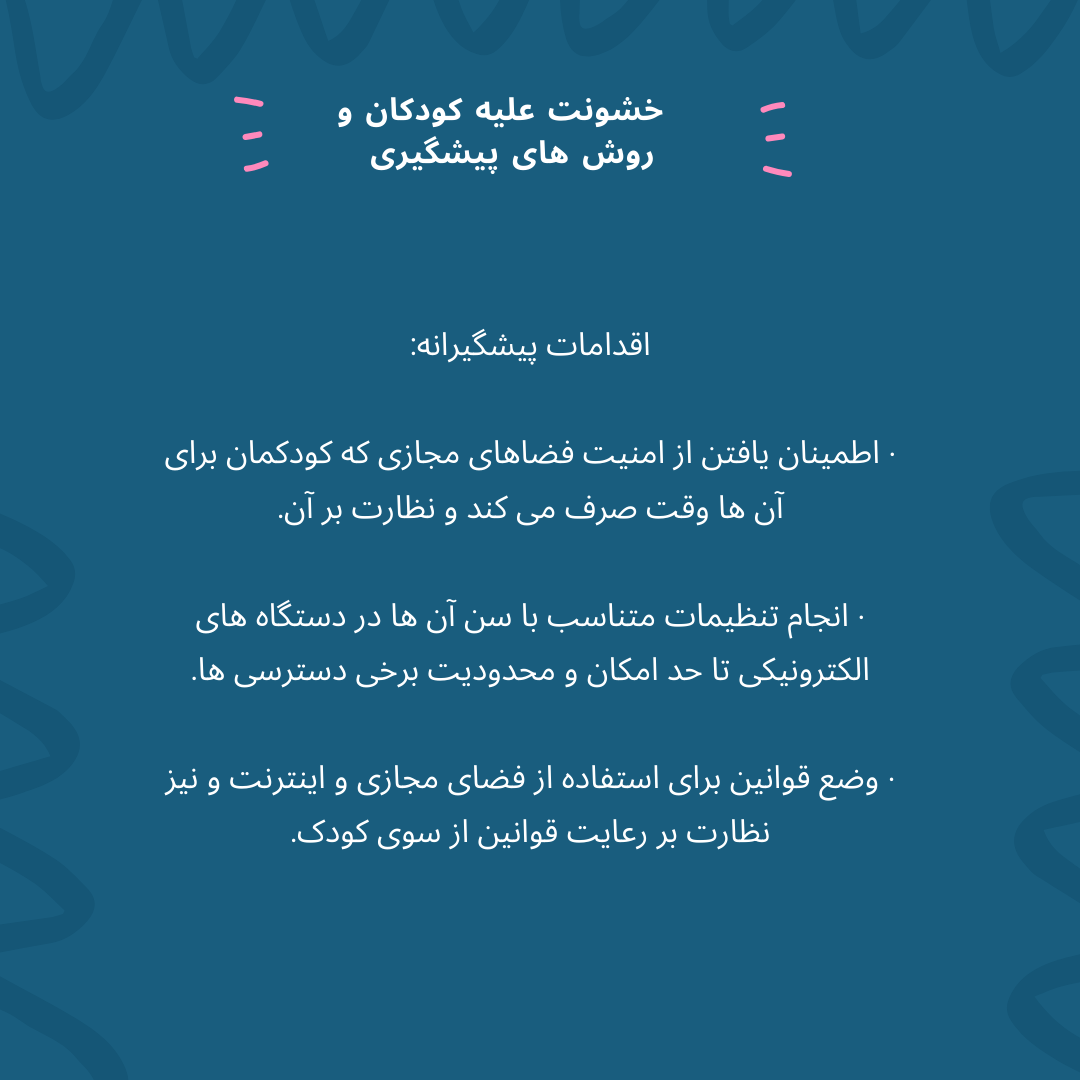 خشونت علیه کودکان و
روش های پیشگیری
اقدامات پیشگیرانه:
· اطمینان یافتن از امنیت فضاهای مجازی که کودکمان برای
آن ها وقت صرف می کند و نظارت بر آن.
· انجام تنظیمات متناسب با سن آن ها در دستگاه های
الکترونیکی تا حد امکان و محدودیت برخی دسترسی ها.
· وضع قوانین برای استفاده از فضای مجازی و اینترنت و نیز
نظارت بر رعایت قوانین از سوی کودک.